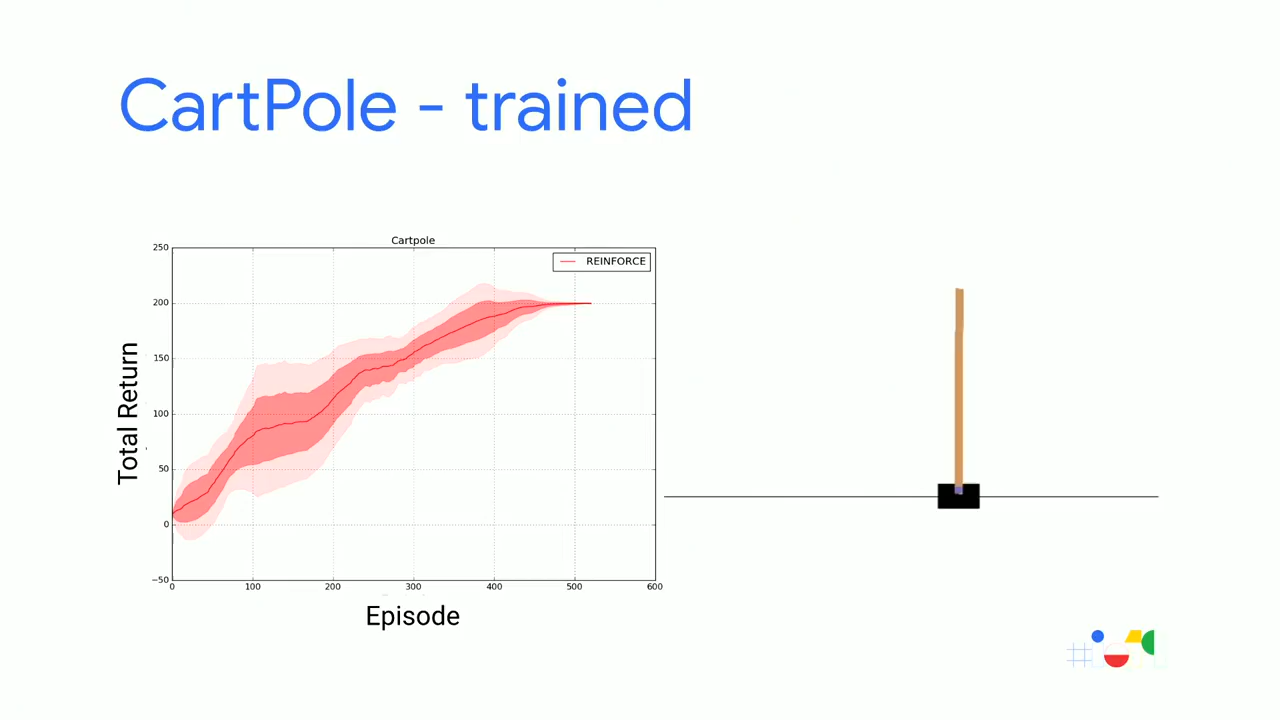 CartPole - trained
Cartpole
REINFORCE
Total Return
250
200
150
100
50
0
−50
0 100 200 300 400 500 600
Episode